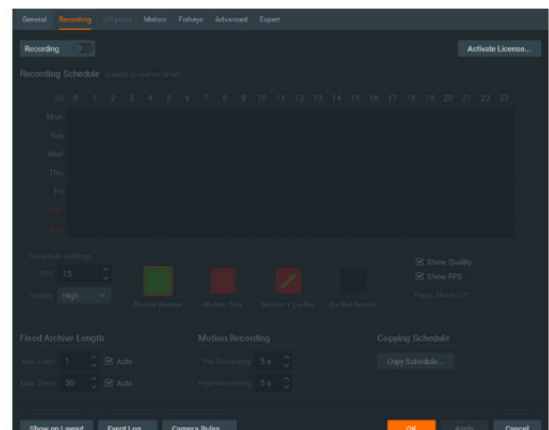 General Recording I/O ports Motion Fisheye Advanced Expert
Recording Activate License...
Recording Schedule (based on server time)
All 0 1 2 3 4 5 6 7 8 9 10 11 12 13 14 15 16 17 18 19 20 21 22 23
Mon
Tue
Wed
Thu
Fri
Sat
Sun
Schedule Settings
FPS 15
Quality High
Record Always Motion Only Motion + Lo-Res Do Not Record
Show Quality
Show FPS
Panic Mode: Off
Fixed Archive Length Motion Recording Copying Schedule
Min. Days 1 Auto Pre-Recording 5 s Copy Schedule...
Max. Days 30 Auto Post-Recording 5 s
Show on Layout Event Log... Camera Rules... OK Apply Cancel